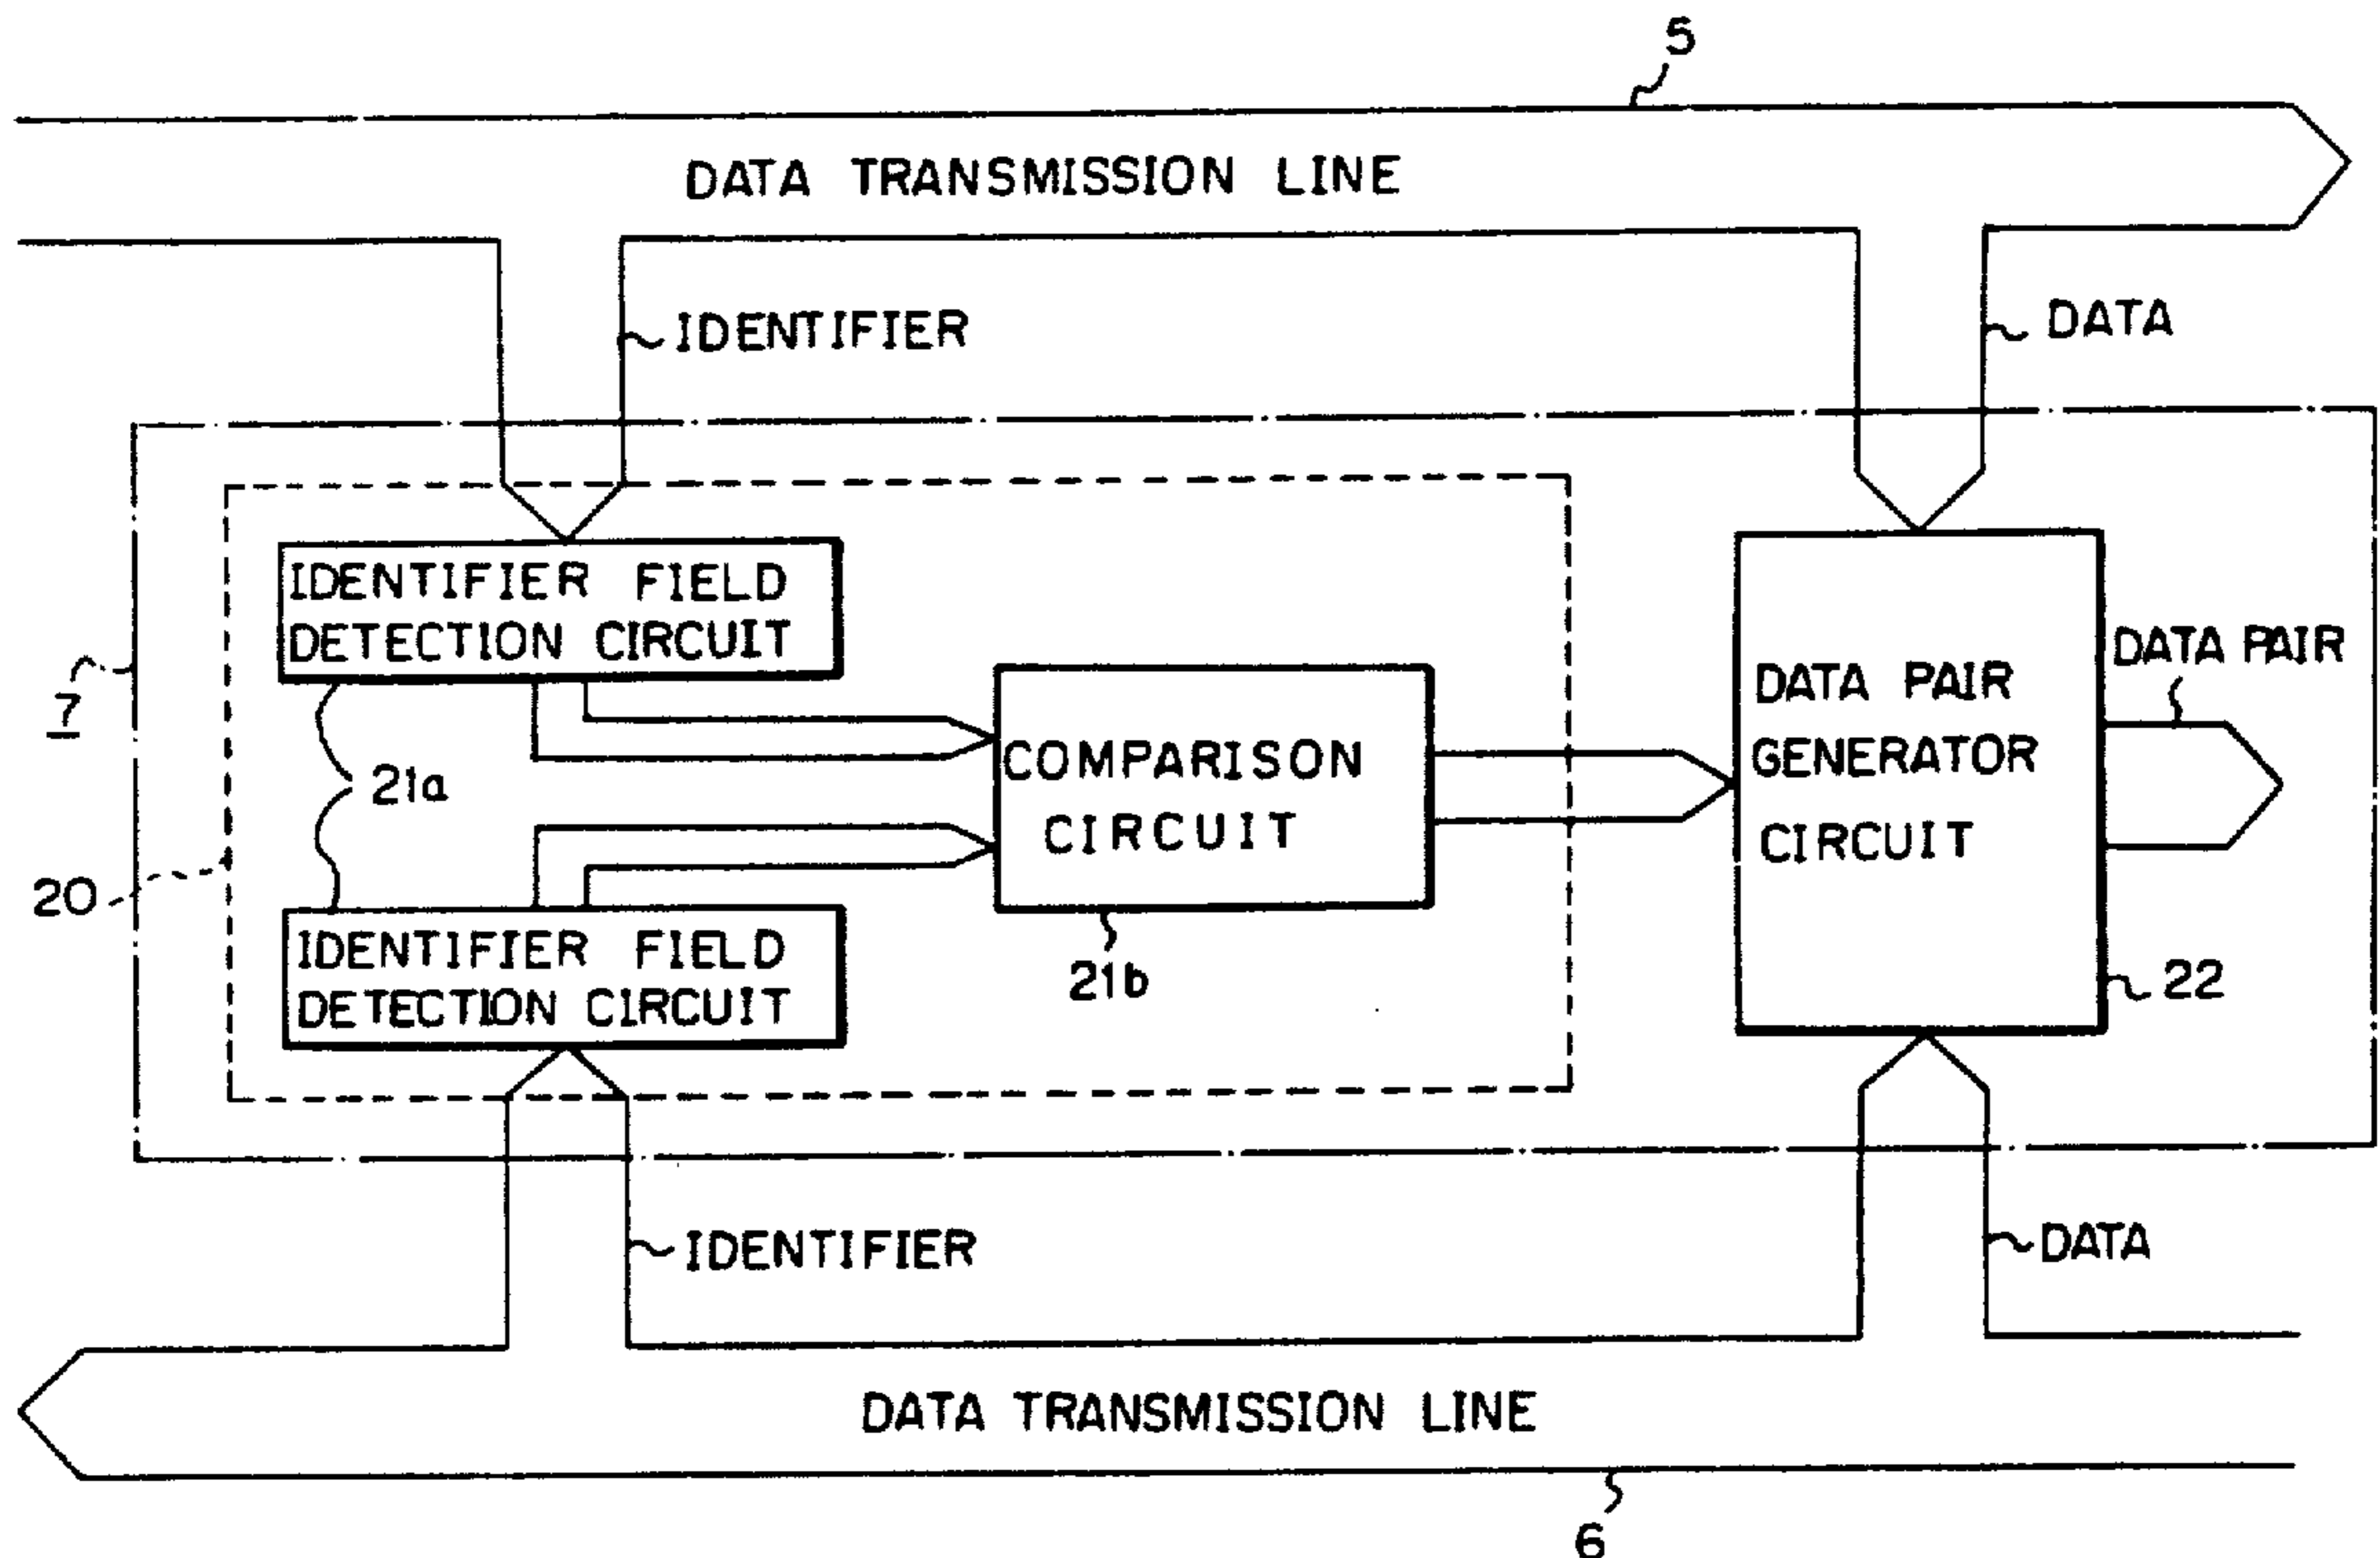 5
DATA TRANSMISSION LINE
IDENTIFIER
DATA
IDENTIFIER FIELD
DETECTION CIRCUIT
7
DATA PAIR
DATA PAIR
GENERATOR
CIRCUIT
COMPARISON
CIRCUIT
21a
20
21b
22
IDENTIFIER FIELD
DETECTION CIRCUIT
IDENTIFIER
DATA
DATA TRANSMISSION LINE
6